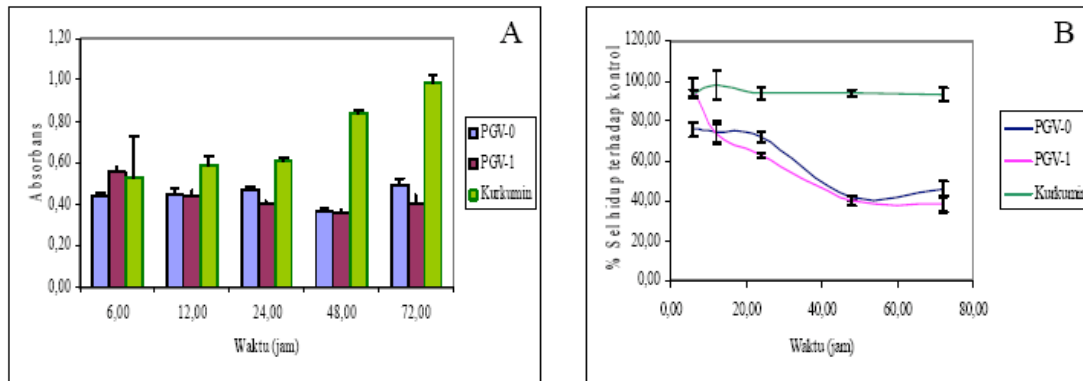 A
1,20
1,00
0,80
0,60
0,40
0,20
0,00
Absorbans
6,00 12,00 24,00 48,00 72,00
Waktu (jam)
PGV-0
PGV-1
Kurkumin
B
120,00
100,00
80,00
60,00
40,00
20,00
0,00
% Sel hidup terhadap kontrol
0,00 20,00 40,00 60,00 80,00
Waktu (jam)
PGV-0
PGV-1
Kurkumin